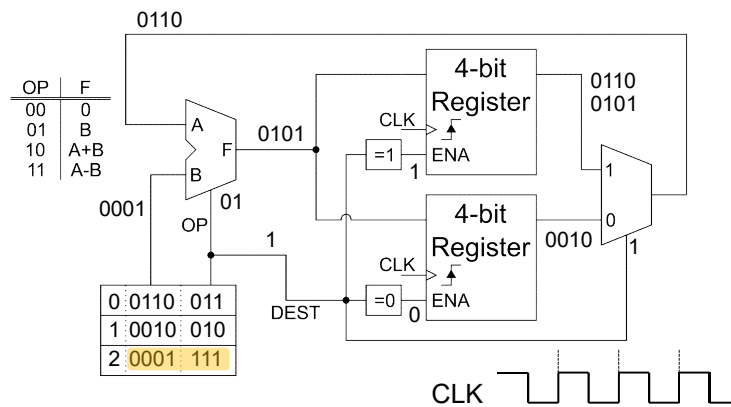 0110
OP F
00 0
01 B
10 A+B
11 A-B
A
B
F
0101
0001
01
OP
1
DEST
0 0110 011
1 0010 010
2 0001 111
4-bit
Register
CLK
ENA
=1
1
0110
0101
4-bit
Register
CLK
ENA
=0
0
0010
1
0
1
CLK